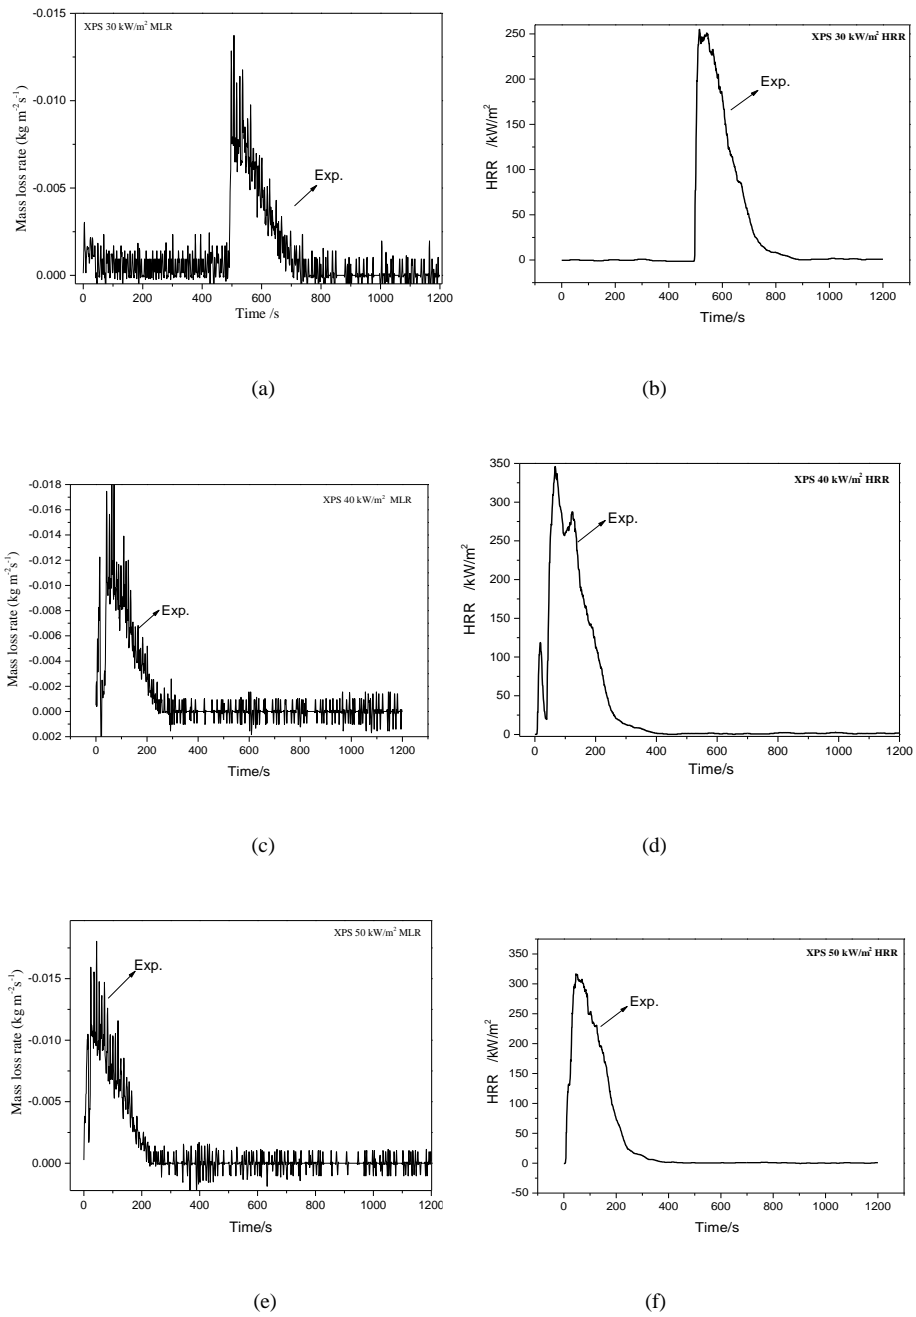 XPS 30 kW/m² MLR
Mass loss rate (kg m⁻²s⁻¹)
-0.015
-0.010
-0.005
0.000
Exp.
0 200 400 600 800 1000 1200
Time /s
(a)
XPS 30 kW/m² HRR
HRR /kW/m²
250
200
150
100
50
0
Exp.
0 200 400 600 800 1000 1200
Time/s
(b)
XPS 40 kW/m² MLR
Mass loss rate (kg m⁻²s⁻¹)
-0.018
-0.016
-0.014
-0.012
-0.010
-0.008
-0.006
-0.004
-0.002
0.000
0.002
Exp.
0 200 400 600 800 1000 1200
Time/s
(c)
XPS 40 kW/m² HRR
HRR /kW/m²
350
300
250
200
150
100
50
0
Exp.
0 200 400 600 800 1000 1200
Time/s
(d)
XPS 50 kW/m² MLR
Mass loss rate (kg m⁻²s⁻¹)
-0.015
-0.010
-0.005
0.000
Exp.
0 200 400 600 800 1000 1200
Time/s
(e)
XPS 50 kW/m² HRR
HRR /kW/m²
350
300
250
200
150
100
50
0
-50
Exp.
0 200 400 600 800 1000 1200
Time/s
(f)